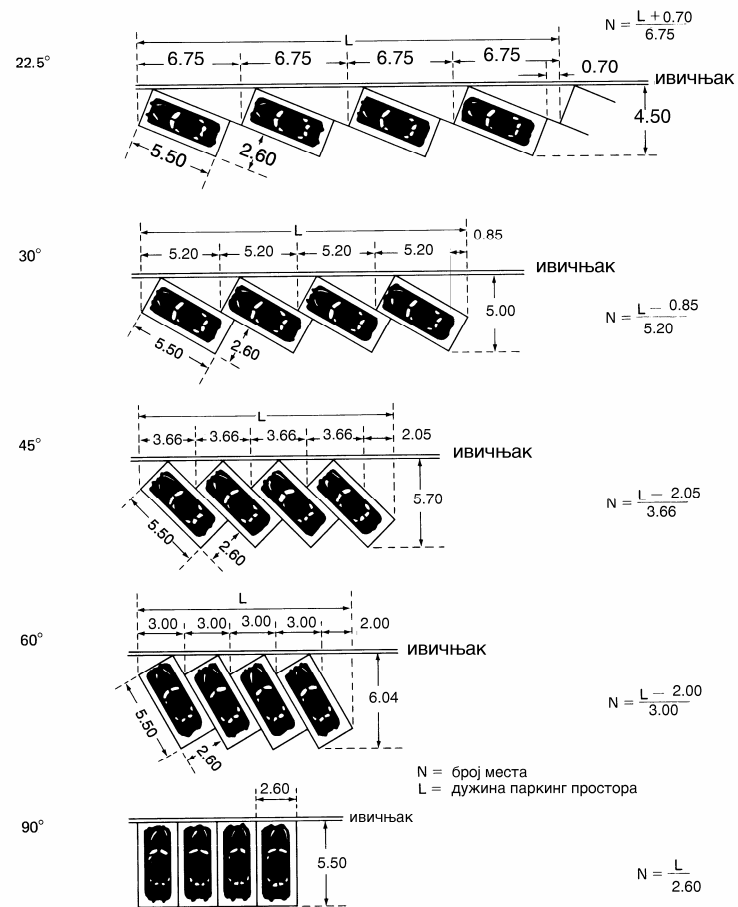 N = L + 0.70 / 6.75
L
6.75 6.75 6.75 6.75
22.5°
0.70
ивичњак
4.50
5.50
2.60
L
0.85
5.20 5.20 5.20 5.20
30°
ивичњак
5.00
N = L – 0.85 / 5.20
5.50
2.60
L
3.66 3.66 3.66 3.66 2.05
45°
ивичњак
5.70
N = L – 2.05 / 3.66
5.50
2.60
L
3.00 3.00 3.00 3.00 2.00
60°
ивичњак
6.04
N = L – 2.00 / 3.00
5.50
2.60
N = број места
L = дужина паркинг простора
2.60
90°
ивичњак
5.50
N = L / 2.60